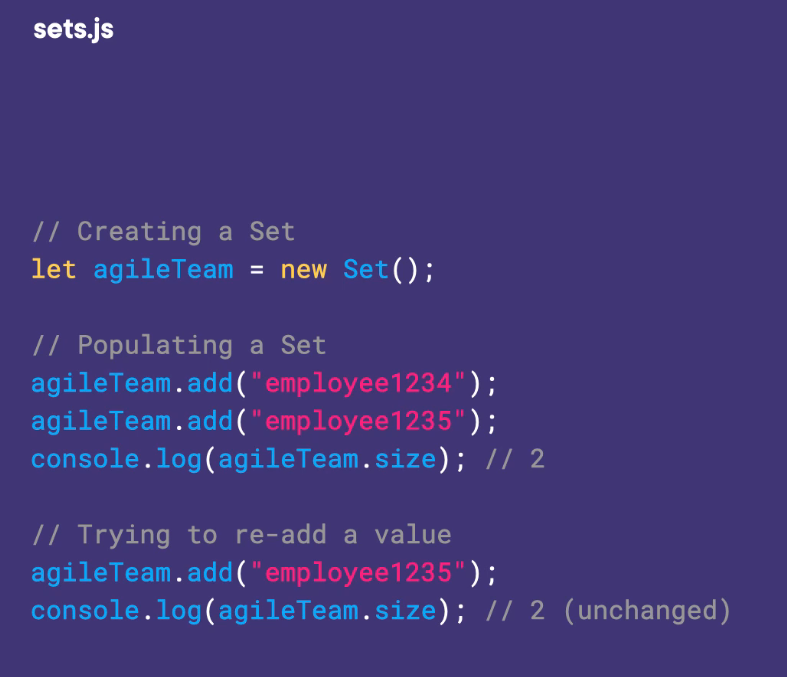 sets.js
// Creating a Set
let agileTeam = new Set();
// Populating a Set
agileTeam.add("employee1234");
agileTeam.add("employee1235");
console.log(agileTeam.size); // 2
// Trying to re-add a value
agileTeam.add("employee1235");
console.log(agileTeam.size); // 2 (unchanged)